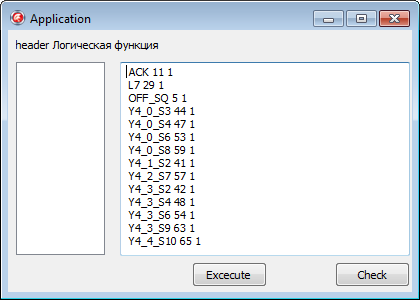 Application
header Логическая функция
ACK 11 1
L7 29 1
OFF_SQ 5 1
Y4_0_S3 44 1
Y4_0_S4 47 1
Y4_0_S6 53 1
Y4_0_S8 59 1
Y4_1_S2 41 1
Y4_2_S7 57 1
Y4_3_S2 42 1
Y4_3_S4 48 1
Y4_3_S6 54 1
Y4_3_S9 63 1
Y4_4_S10 65 1
Excecute Check